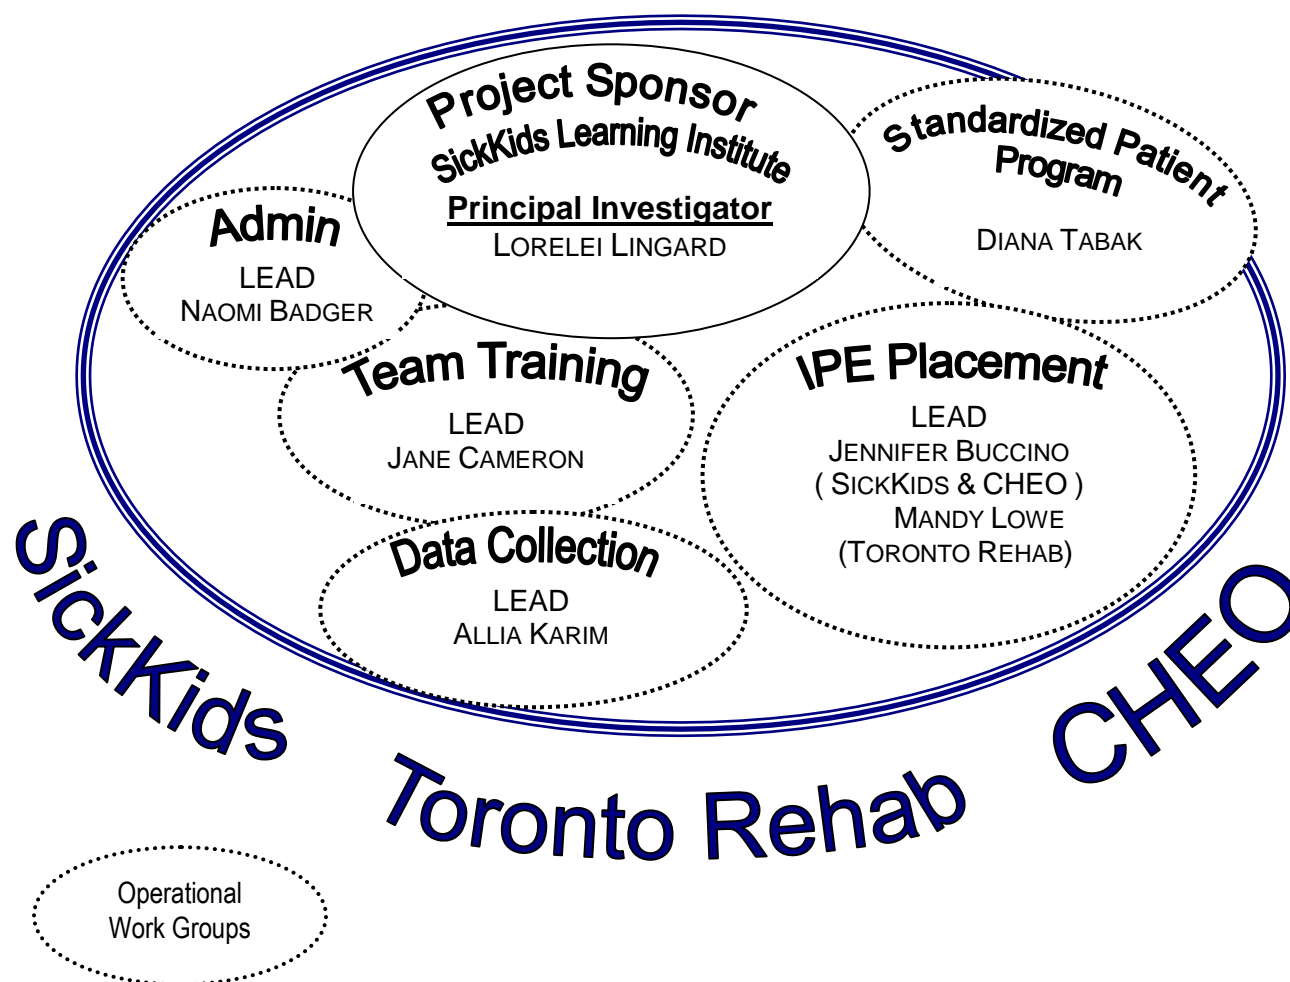 Project Sponsor
SickKids Learning Institute
Principal Investigator
LORELEI LINGARD
Standardized Patient
Program
DIANA TABAK
Admin
LEAD
NAOMI BADGER
Team Training
LEAD
JANE CAMERON
IPE Placement
LEAD
JENNIFER BUCCINO
( SICKKIDS & CHEO )
MANDY LOWE
(TORONTO REHAB)
Data Collection
LEAD
ALLIA KARIM
SickKids
Toronto Rehab
CHEO
Operational
Work Groups